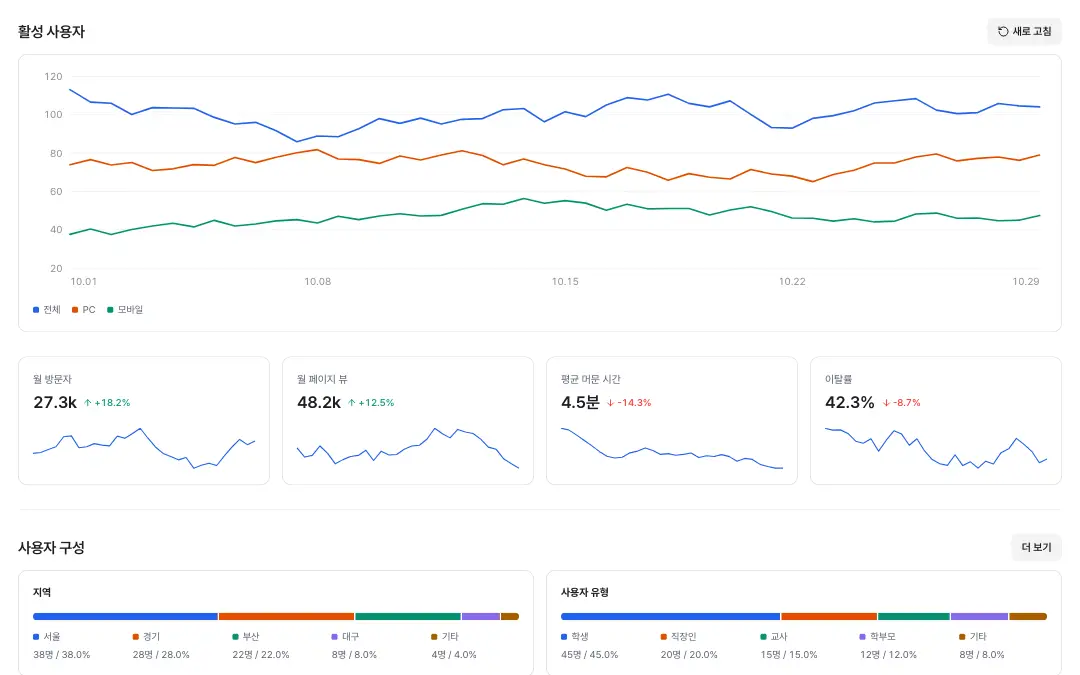 활성 사용자
새로 고침
120
100
80
60
40
20
10.01 10.08 10.15 10.22 10.29
전체 PC 모바일
월 방문자
27.3k ↑ +18.2%
월 페이지 뷰
48.2k ↑ +12.5%
평균 머문 시간
4.5분 ↓ -14.3%
이탈률
42.3% ↓ -8.7%
사용자 구성
더 보기
지역
서울 경기 부산 대구 기타
38명 / 38.0% 28명 / 28.0% 22명 / 22.0% 8명 / 8.0% 4명 / 4.0%
사용자 유형
학생 직장인 교사 학부모 기타
45명 / 45.0% 20명 / 20.0% 15명 / 15.0% 12명 / 12.0% 8명 / 8.0%